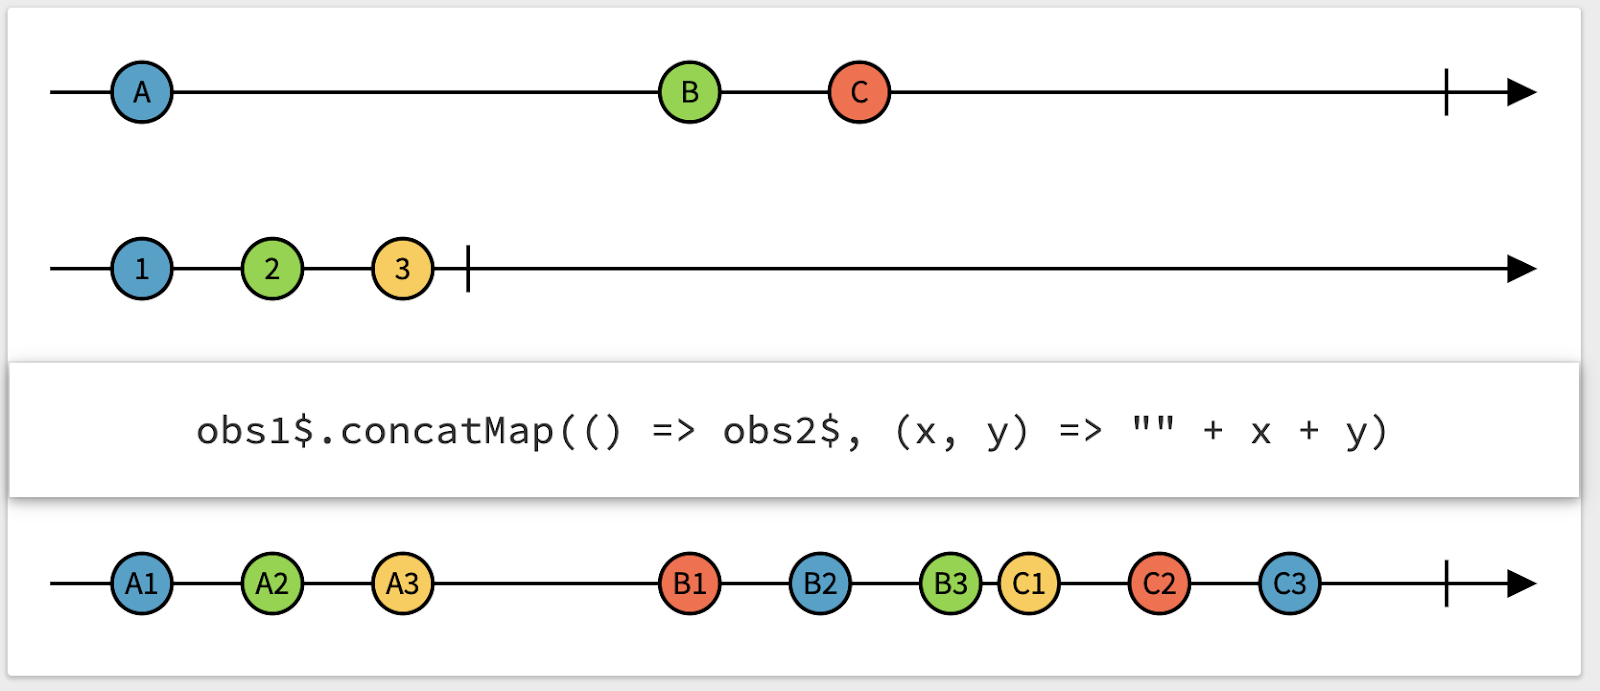 A B C
1 2 3
obs1$.concatMap(() => obs2$, (x, y) => "" + x + y)
A1 A2 A3 B1 B2 B3 C1 C2 C3